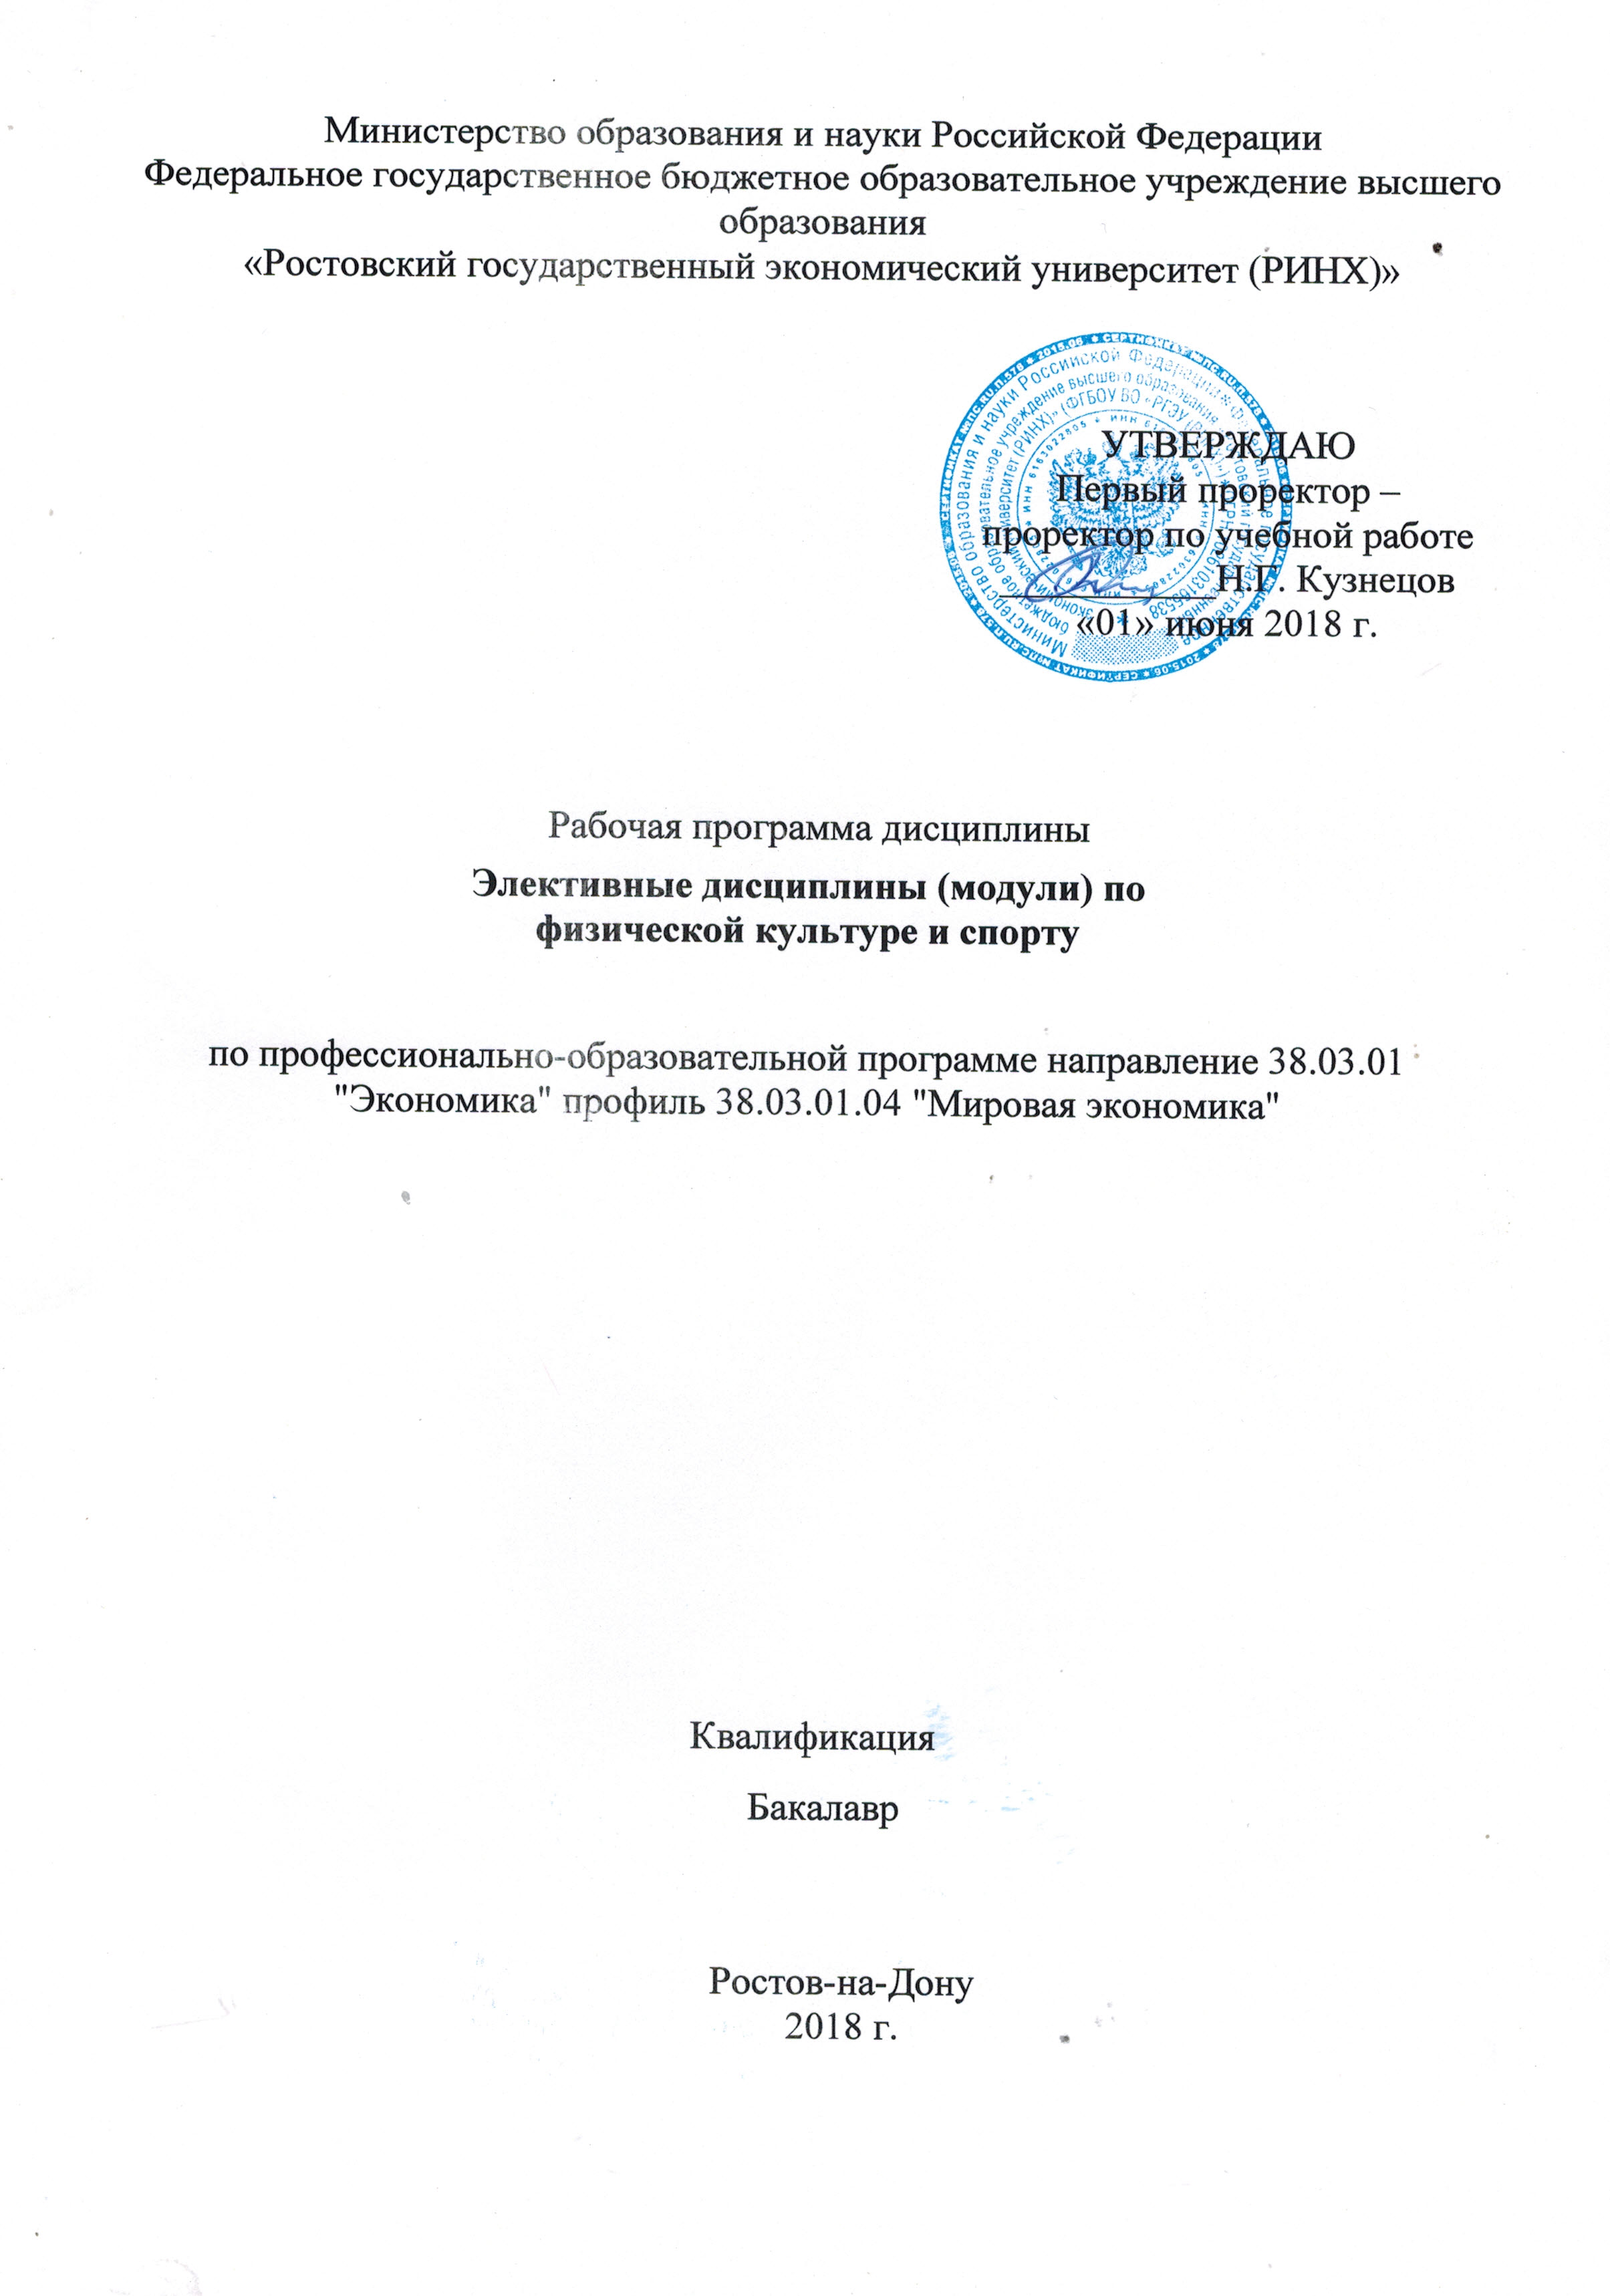 Министерство образования и науки Российской Федерации
Федеральное государственное бюджетное образовательное учреждение высшего
образования
«Ростовский государственный экономический университет (РИНХ)»
УТВЕРЖДАЮ
Первый проректор –
проректор по учебной работе
Н.Г. Кузнецов
«01» июня 2018 г.
Рабочая программа дисциплины
Элективные дисциплины (модули) по
физической культуре и спорту
по профессионально-образовательной программе направление 38.03.01
"Экономика" профиль 38.03.01.04 "Мировая экономика"
Квалификация
Бакалавр
Ростов-на-Дону
2018 г.